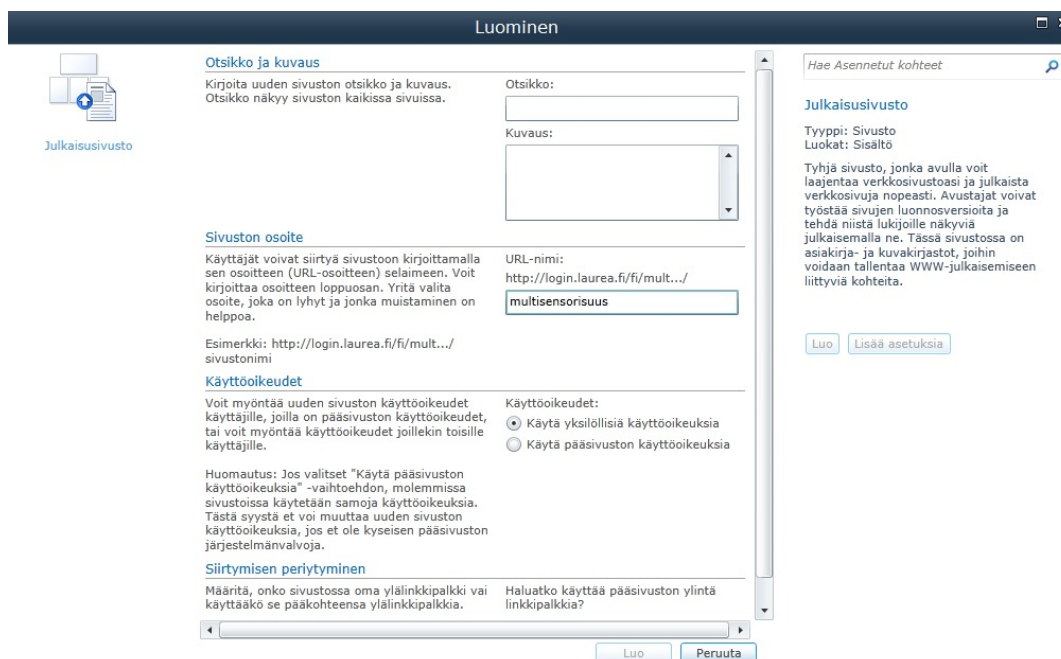 Luominen
Julkaisusivusto
Otsikko ja kuvaus
Kirjoita uuden sivuston otsikko ja kuvaus.
Otsikko näkyy sivuston kaikissa sivuissa.
Otsikko:
Kuvaus:
Sivuston osoite
Käyttäjät voivat siirtyä sivustoon kirjoittamalla
sen osoitteen (URL-osoitteen) selaimeen. Voit
kirjoittaa osoitteen loppuosan. Yritä valita
osoite, joka on lyhyt ja jonka muistaminen on
helppoa.
Esimerkki: http://login.laurea.fi/fi/mult.../
sivustonimi
URL-nimi:
http://login.laurea.fi/fi/mult.../
multisensorisuus
Käyttöoikeudet
Voit myöntää uuden sivuston käyttöoikeudet
käyttäjille, joilla on pääsivuston käyttöoikeudet,
tai voit myöntää käyttöoikeudet joillekin toisille
käyttäjille.
Huomautus: Jos valitset "Käytä pääsivuston
käyttöoikeuksia" -vaihtoehdon, molemmissa
sivustoissa käytetään samoja käyttöoikeuksia.
Tästä syystä et voi muuttaa uuden sivuston
käyttöoikeuksia, jos et ole kyseisen pääsivuston
järjestelmänvalvoja.
Käyttöoikeudet:
Käytä yksilöllisiä käyttöoikeuksia
Käytä pääsivuston käyttöoikeuksia
Siirtymisen periytyminen
Määritä, onko sivustossa oma ylälinkkipalkki vai
käyttääkö se pääkohteensa ylälinkkipalkkia.
Haluatko käyttää pääsivuston ylintä
linkkipalkkia?
Luo
Peruuta
Hae Asennetut kohteet
Julkaisusivusto
Tyyppi: Sivusto
Luokat: Sisältö
Tyhjä sivusto, jonka avulla voit
laajentaa verkkosivustoasi ja julkaista
verkkosivuja nopeasti. Avustajat voivat
työstää sivujen luonnosversioita ja
tehdä niistä lukijoille näkyviä
julkaisemalla ne. Tässä sivustossa on
asiakirja- ja kuvakirjastot, joihin
voidaan tallentaa WWW-julkaisemiseen
liittyviä kohteita.
Luo
Lisää asetuksia